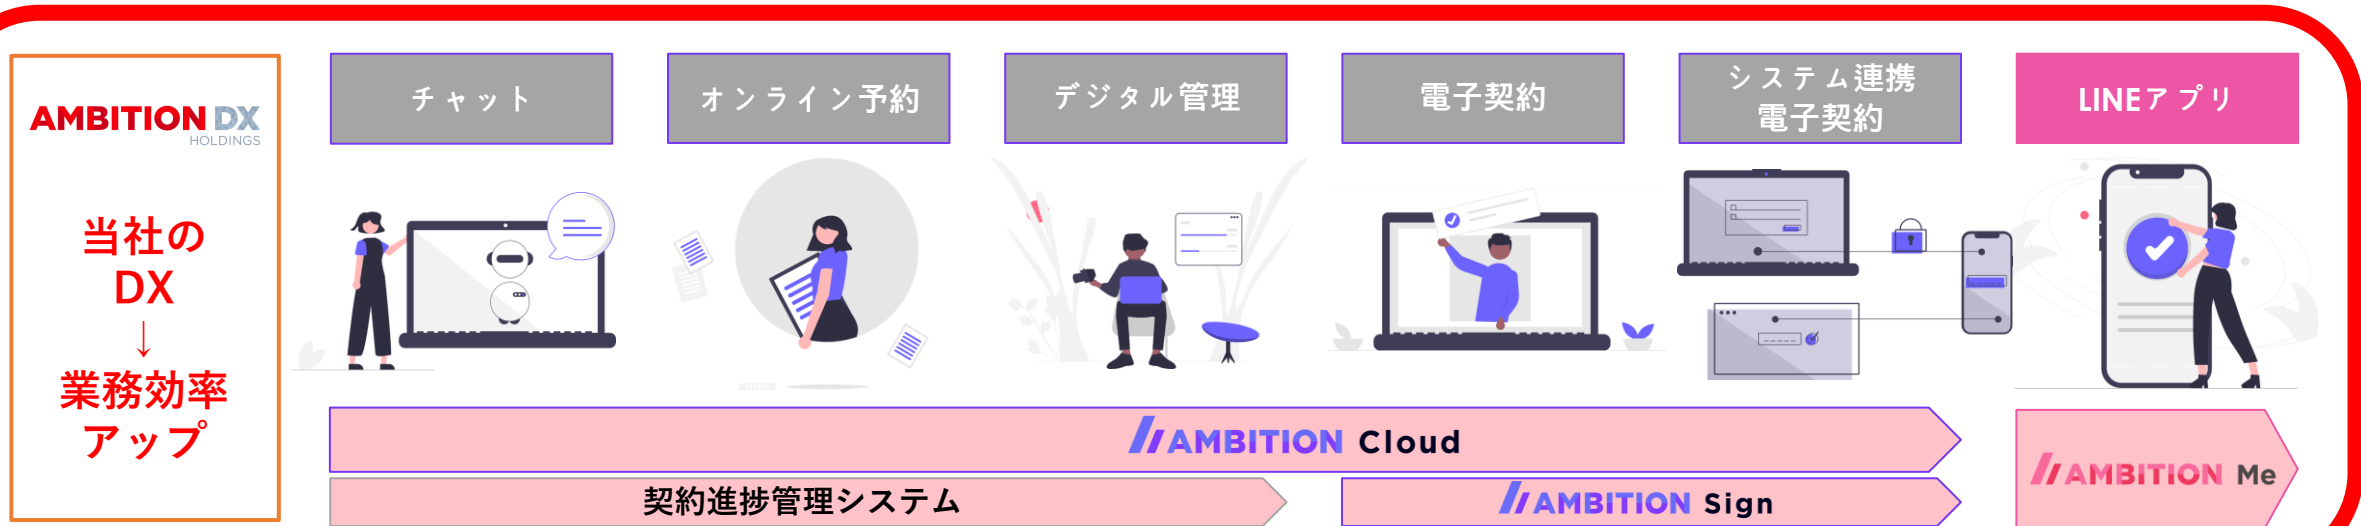 AMBITION DX
HOLDINGS
当社の
DX
↓
業務効率
アップ
チャット
オンライン予約
デジタル管理
電子契約
システム連携
電子契約
LINEアプリ
AMBITION Cloud
契約進捗管理システム
AMBITION Sign
AMBITION Me